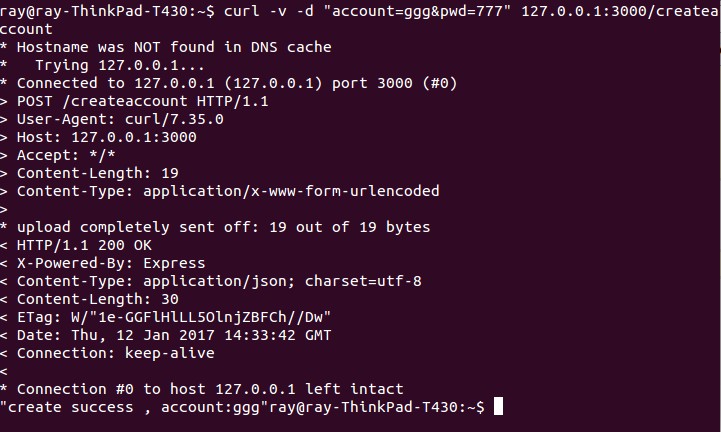 ray@ray-ThinkPad-T430:~$ curl -v -d "account=ggg&pwd=777" 127.0.0.1:3000/createa
ccount
* Hostname was NOT found in DNS cache
*   Trying 127.0.0.1...
* Connected to 127.0.0.1 (127.0.0.1) port 3000 (#0)
> POST /createaccount HTTP/1.1
> User-Agent: curl/7.35.0
> Host: 127.0.0.1:3000
> Accept: */*
> Content-Length: 19
> Content-Type: application/x-www-form-urlencoded
>
* upload completely sent off: 19 out of 19 bytes
< HTTP/1.1 200 OK
< X-Powered-By: Express
< Content-Type: application/json; charset=utf-8
< Content-Length: 30
< ETag: W/"1e-GGFlHlLL5OlnjZBFCh//Dw"
< Date: Thu, 12 Jan 2017 14:33:42 GMT
< Connection: keep-alive
<
* Connection #0 to host 127.0.0.1 left intact
"create success , account:ggg"ray@ray-ThinkPad-T430:~$